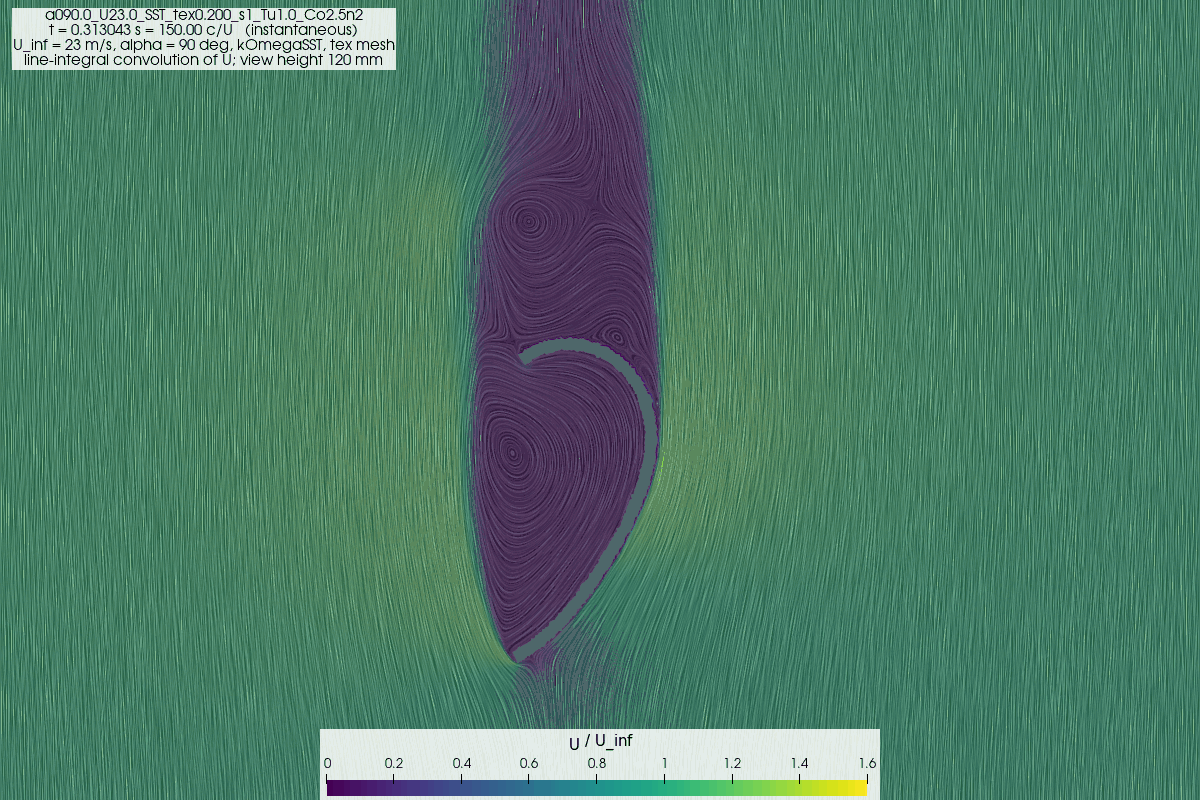 a090.0_U23.0_SST_tex0.200_s1_Tu1.0_Co2.5n2
t = 0.313043 s = 150.00 c/U (instantaneous)
U_inf = 23 m/s, alpha = 90 deg, kOmegaSST, tex mesh
line-integral convolution of U; view height 120 mm
U / U_inf
0 0.2 0.4 0.6 0.8 1 1.2 1.4 1.6